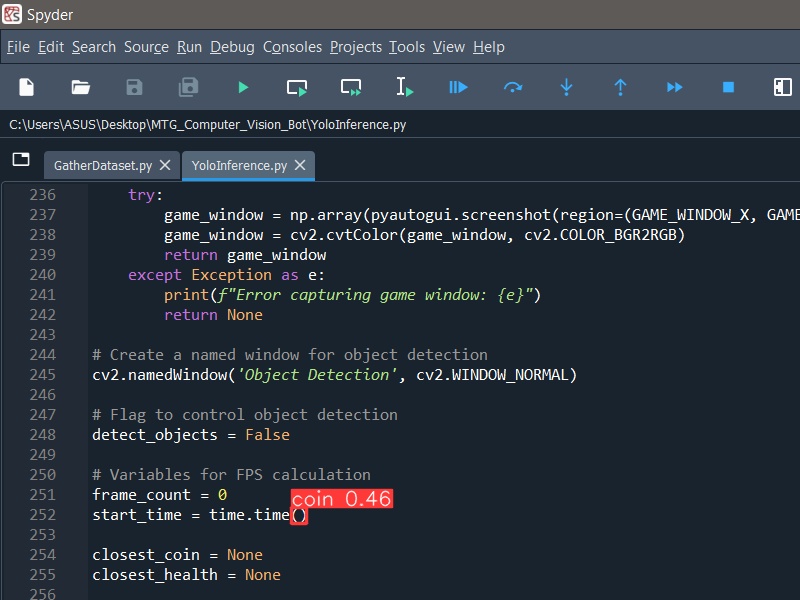 Spyder
File Edit Search Source Run Debug Consoles Projects Tools View Help
C:\Users\ASUS\Desktop\MTG_Computer_Vision_Bot\YoloInference.py
GatherDataset.py YoloInference.py
236 try:
237 game_window = np.array(pyautogui.screenshot(region=(GAME_WINDOW_X, GAME
238 game_window = cv2.cvtColor(game_window, cv2.COLOR_BGR2RGB)
239 return game_window
240 except Exception as e:
241 print(f"Error capturing game window: {e}")
242 return None
243
244 # Create a named window for object detection
245 cv2.namedWindow('Object Detection', cv2.WINDOW_NORMAL)
246
247 # Flag to control object detection
248 detect_objects = False
249
250 # Variables for FPS calculation
251 frame_count = 0
coin 0.46
252 start_time = time.time()
253
254 closest_coin = None
255 closest_health = None
256